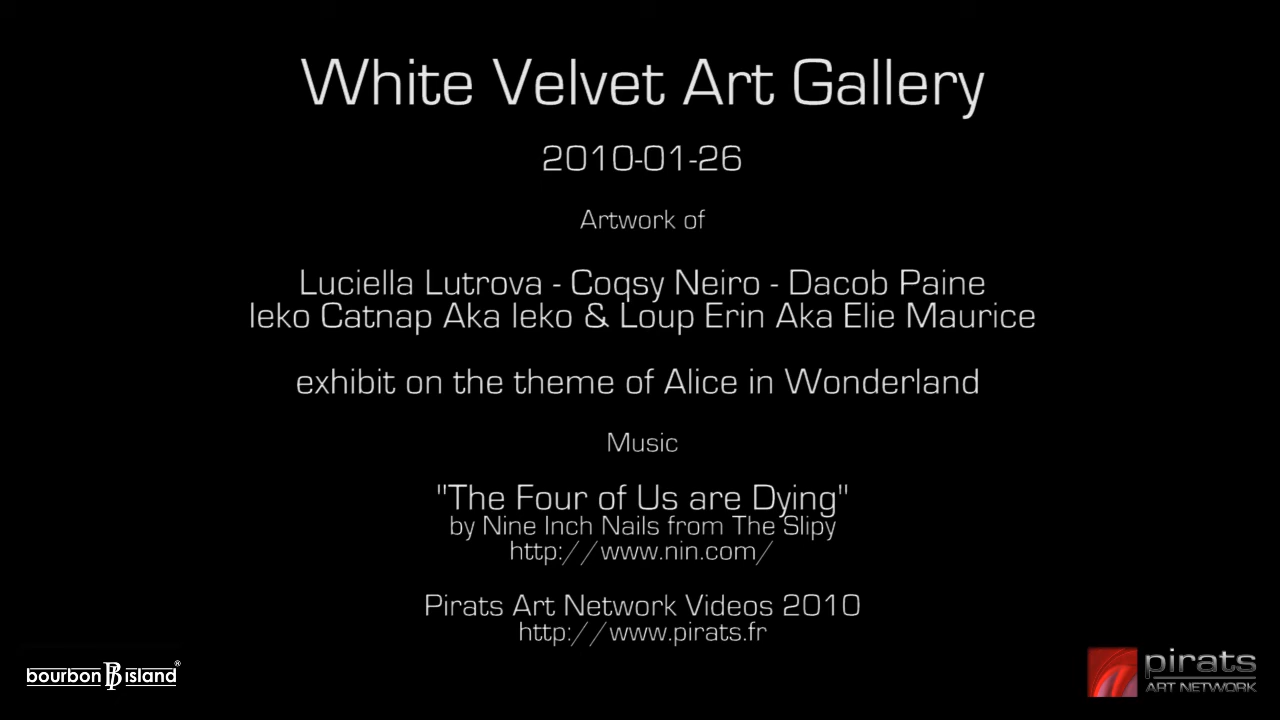 White Velvet Art Gallery
2010-01-26
Artwork of
Luciella Lutrova - Coqsy Neiro - Dacob Paine
Ieko Catnap Aka Ieko & Loup Erin Aka Elie Maurice
exhibit on the theme of Alice in Wonderland
Music
"The Four of Us are Dying"
by Nine Inch Nails from The Slipy
http://www.nin.com/
Pirats Art Network Videos 2010
http://www.pirats.fr
bourbon BI island®
pirats
ART NETWORK